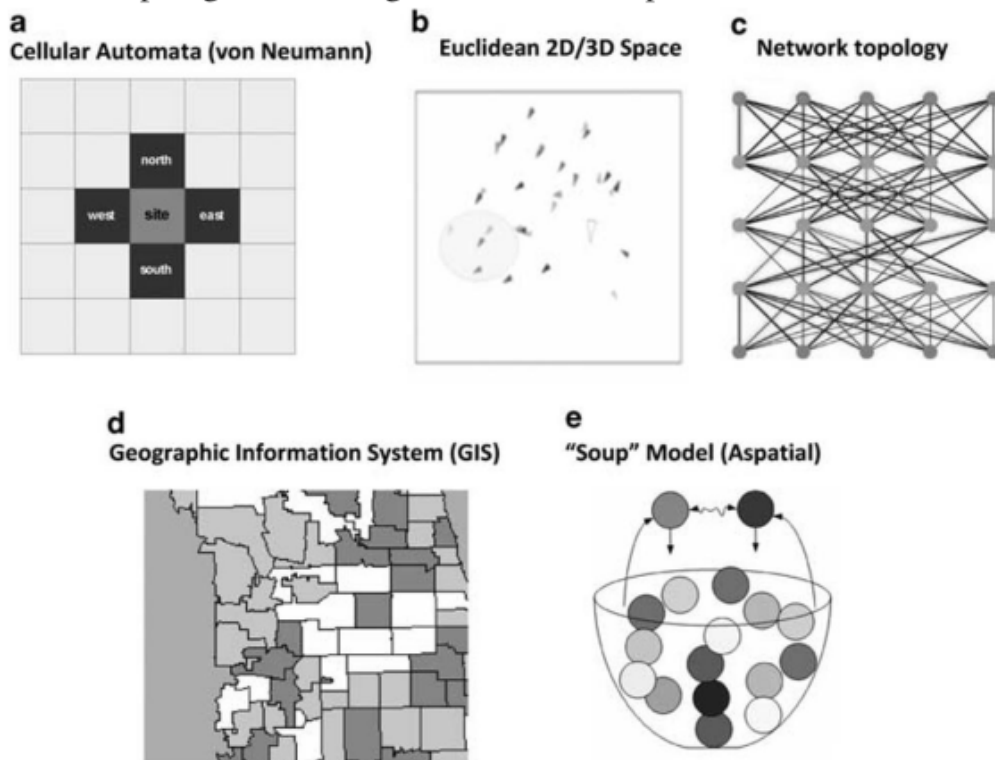 a
Cellular Automata (von Neumann)
north
west
site
east
south
b
Euclidean 2D/3D Space
c
Network topology
d
Geographic Information System (GIS)
e
“Soup” Model (Aspatial)